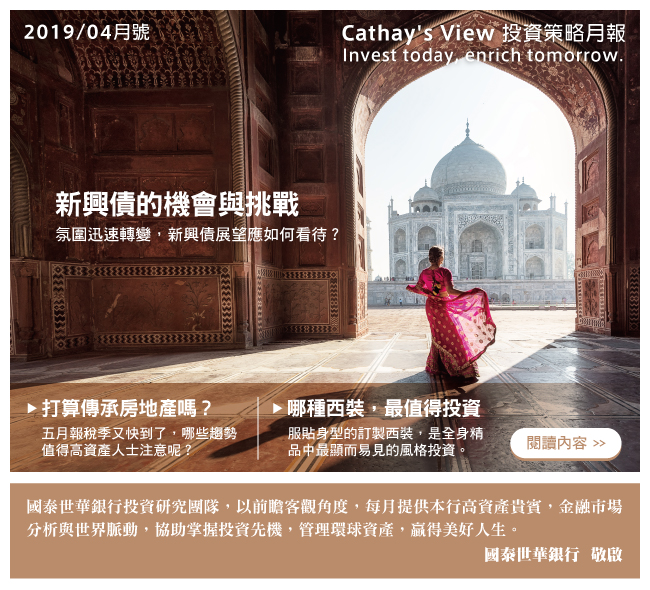 2019/04月號
Cathay's View 投資策略月報
Invest today, enrich tomorrow.
新興債的機會與挑戰
氛圍迅速轉變，新興債展望應如何看待？
打算傳承房地產嗎？
五月報稅季又快到了，哪些趨勢
值得高資產人士注意呢？
哪種西裝，最值得投資
服貼身型的訂製西裝，是全身精
品中最顯而易見的風格投資。
閱讀內容 >>
國泰世華銀行投資研究團隊，以前瞻客觀角度，每月提供本行高資產貴賓，金融市場
分析與世界脈動，協助掌握投資先機，管理環球資產，贏得美好人生。
國泰世華銀行 敬啟